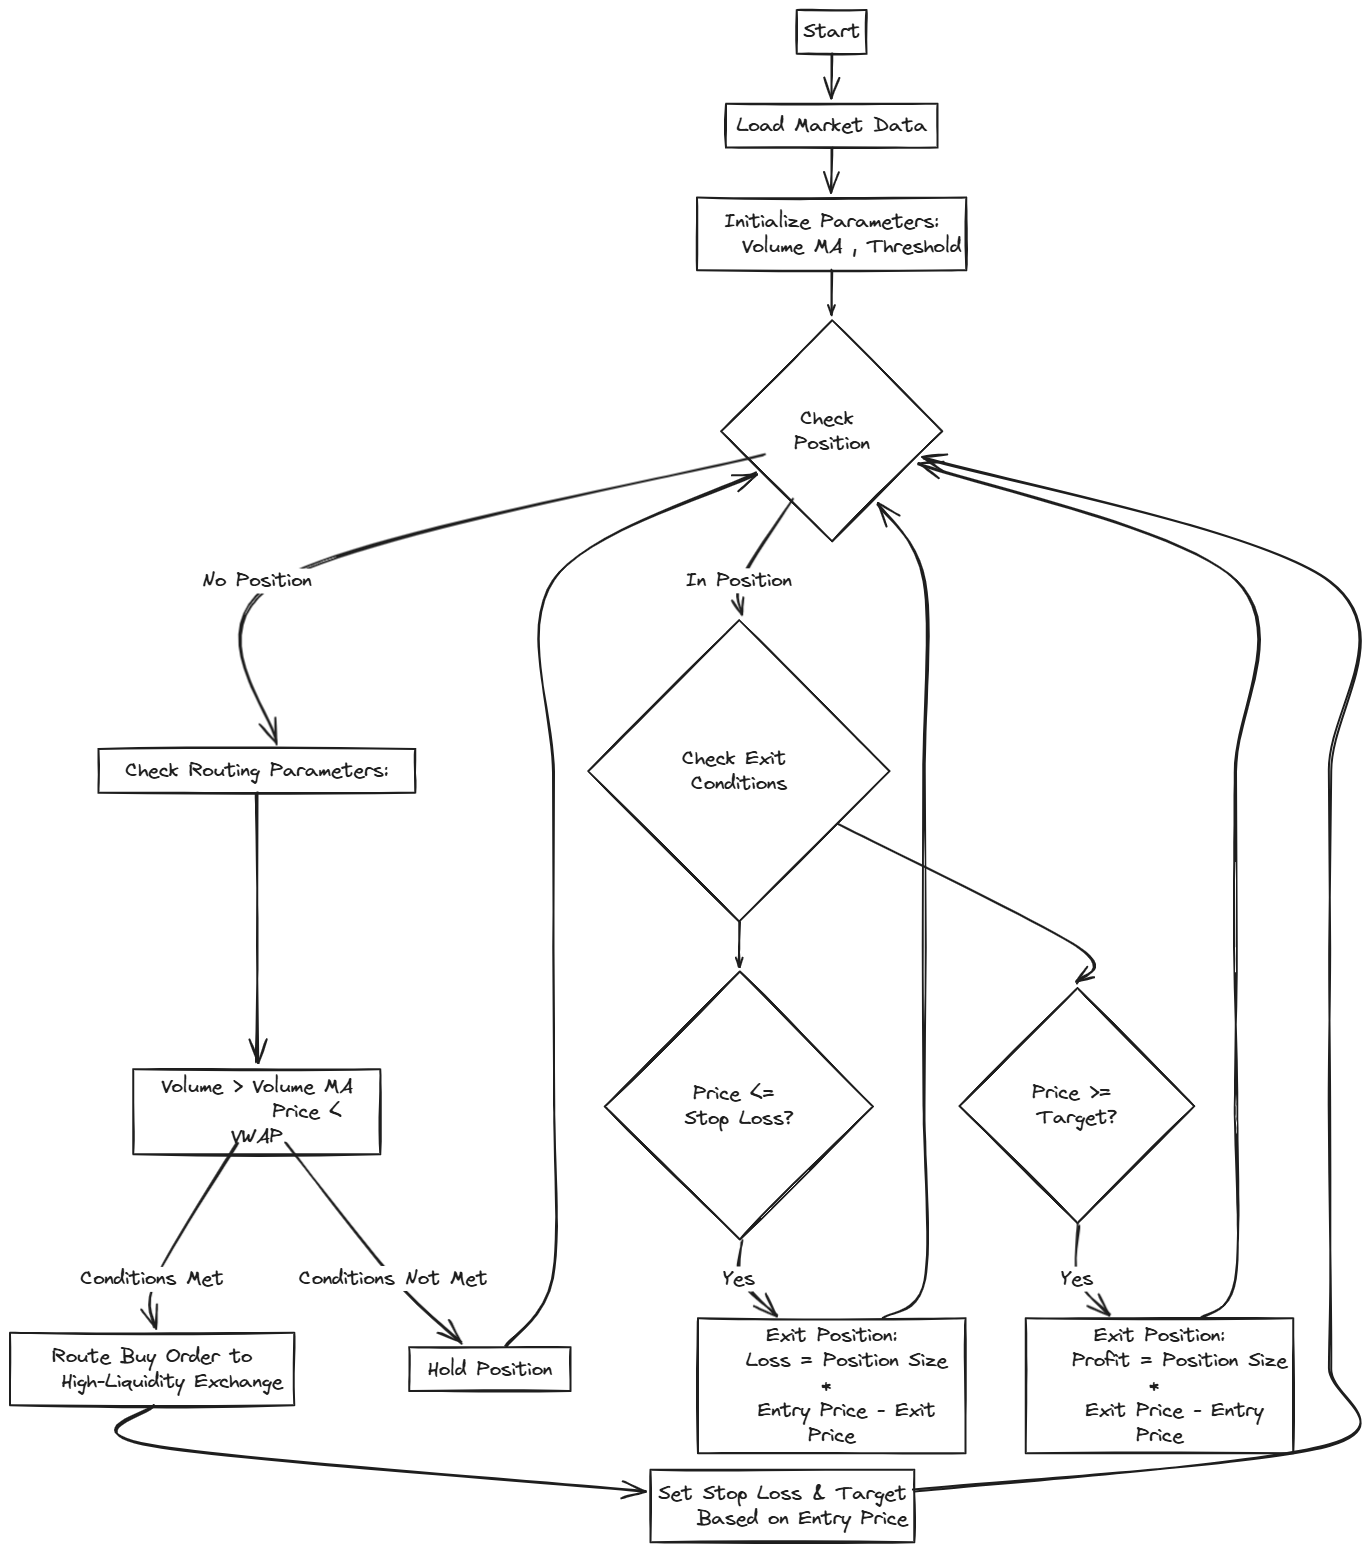 Start
Load Market Data
Initialize Parameters:
Volume MA , Threshold
Check
Position
No Position
In Position
Check Routing Parameters:
Check Exit
Conditions
Volume > Volume MA
Price <
VWAP
Price <=
Stop Loss?
Price >=
Target?
Conditions Met
Conditions Not Met
Yes
Yes
Route Buy Order to
High-Liquidity Exchange
Hold Position
Exit Position:
Loss = Position Size
*
Entry Price - Exit
Price
Exit Position:
Profit = Position Size
*
Exit Price - Entry
Price
Set Stop Loss & Target
Based on Entry Price